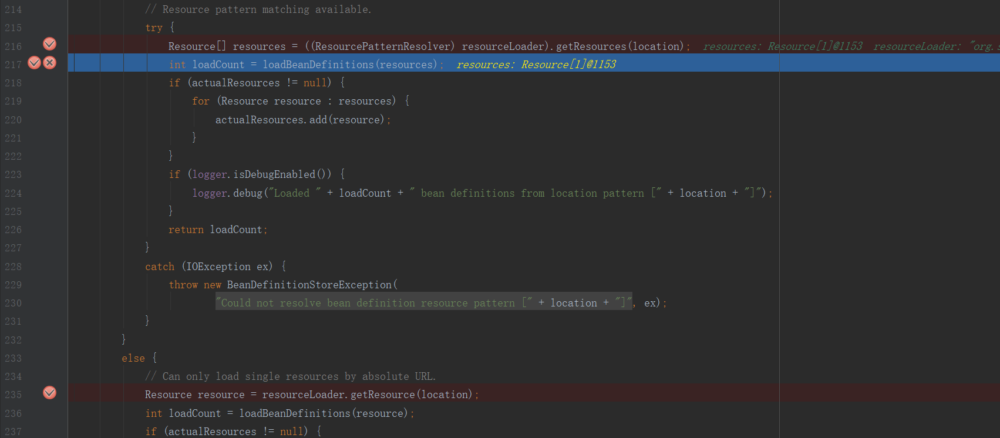 214 // Resource pattern matching available.
215 try {
216 Resource[] resources = ((ResourcePatternResolver) resourceLoader).getResources(location); resources: Resource[1]@1153 resourceLoader: "org.
217 int loadCount = loadBeanDefinitions(resources); resources: Resource[1]@1153
218 if (actualResources != null) {
219 for (Resource resource : resources) {
220 actualResources.add(resource);
221 }
222 }
223 if (logger.isDebugEnabled()) {
224 logger.debug("Loaded " + loadCount + " bean definitions from location pattern [" + location + "]");
225 }
226 return loadCount;
227 }
228 catch (IOException ex) {
229 throw new BeanDefinitionStoreException(
230 "Could not resolve bean definition resource pattern [" + location + "]", ex);
231 }
232 }
233 else {
234 // Can only load single resources by absolute URL.
235 Resource resource = resourceLoader.getResource(location);
236 int loadCount = loadBeanDefinitions(resource);
237 if (actualResources != null) {